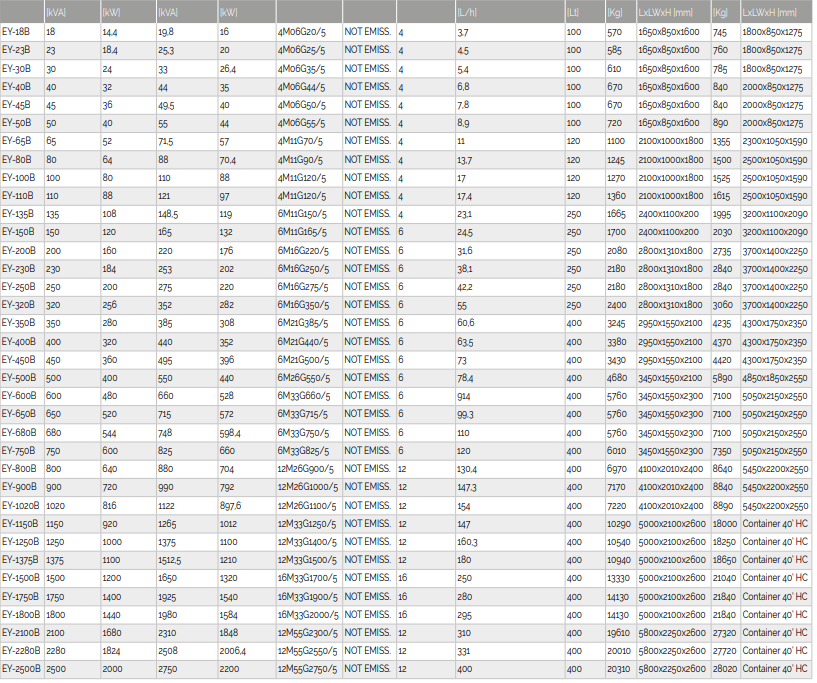 [kVA] [kW] [kVA] [kW] [L/h] [Lt] [Kg] LxLWxH [mm] [Kg] LxLWxH [mm]
EY-18B 18 14,4 19,8 16 4M06G20/5 NOT EMISS. 4 3,7 100 570 1650x850x1600 745 1800x850x1275
EY-23B 23 18,4 25,3 20 4M06G25/5 NOT EMISS. 4 4,5 100 585 1650x850x1600 760 1800x850x1275
EY-30B 30 24 33 26,4 4M06G35/5 NOT EMISS. 4 5,4 100 610 1650x850x1600 785 1800x850x1275
EY-40B 40 32 44 35 4M06G44/5 NOT EMISS. 4 6,8 100 670 1650x850x1600 840 2000x850x1275
EY-45B 45 36 49,5 40 4M06G50/5 NOT EMISS. 4 7,8 100 670 1650x850x1600 840 2000x850x1275
EY-50B 50 40 55 44 4M06G55/5 NOT EMISS. 4 8,9 100 720 1650x850x1600 890 2000x850x1275
EY-65B 65 52 71,5 57 4M11G70/5 NOT EMISS. 4 11 120 1100 2100x1000x1800 1355 2300x1050x1590
EY-80B 80 64 88 70,4 4M11G90/5 NOT EMISS. 4 13,7 120 1245 2100x1000x1800 1500 2500x1050x1590
EY-100B 100 80 110 88 4M11G120/5 NOT EMISS. 4 17 120 1270 2100x1000x1800 1525 2500x1050x1590
EY-110B 110 88 121 97 4M11G120/5 NOT EMISS. 4 17,4 120 1360 2100x1000x1800 1615 2500x1050x1590
EY-135B 135 108 148,5 119 6M11G150/5 NOT EMISS. 4 23,1 250 1665 2400x1100x200 1995 3200x1100x2090
EY-150B 150 120 165 132 6M11G165/5 NOT EMISS. 6 24,5 250 1700 2400x1100x200 2030 3200x1100x2090
EY-200B 200 160 220 176 6M16G220/5 NOT EMISS. 6 31,6 250 2080 2800x1310x1800 2735 3700x1400x2250
EY-230B 230 184 253 202 6M16G250/5 NOT EMISS. 6 38,1 250 2180 2800x1310x1800 2840 3700x1400x2250
EY-250B 250 200 275 220 6M16G275/5 NOT EMISS. 6 42,2 250 2180 2800x1310x1800 2840 3700x1400x2250
EY-320B 320 256 352 282 6M16G350/5 NOT EMISS. 6 55 250 2400 2800x1310x1800 3060 3700x1400x2250
EY-350B 350 280 385 308 6M21G385/5 NOT EMISS. 6 60,6 400 3245 2950x1550x2100 4235 4300x1750x2350
EY-400B 400 320 440 352 6M21G440/5 NOT EMISS. 6 63,5 400 3380 2950x1550x2100 4370 4300x1750x2350
EY-450B 450 360 495 396 6M21G500/5 NOT EMISS. 6 73 400 3430 2950x1550x2100 4420 4300x1750x2350
EY-500B 500 400 550 440 6M26G550/5 NOT EMISS. 6 78,4 400 4680 3450x1550x2100 5890 4850x1850x2550
EY-600B 600 480 660 528 6M33G660/5 NOT EMISS. 6 914 400 5760 3450x1550x2300 7100 5050x2150x2550
EY-650B 650 520 715 572 6M33G715/5 NOT EMISS. 6 99,3 400 5760 3450x1550x2300 7100 5050x2150x2550
EY-680B 680 544 748 598,4 6M33G750/5 NOT EMISS. 6 110 400 5760 3450x1550x2300 7100 5050x2150x2550
EY-750B 750 600 825 660 6M33G825/5 NOT EMISS. 6 120 400 6010 3450x1550x2300 7350 5050x2150x2550
EY-800B 800 640 880 704 12M26G900/5 NOT EMISS. 12 130,4 400 6970 4100x2010x2400 8640 5450x2200x2550
EY-900B 900 720 990 792 12M26G1000/5 NOT EMISS. 12 147,3 400 7170 4100x2010x2400 8840 5450x2200x2550
EY-1020B 1020 816 1122 897,6 12M26G1100/5 NOT EMISS. 12 154 400 7220 4100x2010x2400 8890 5450x2200x2550
EY-1150B 1150 920 1265 1012 12M33G1250/5 NOT EMISS. 12 147 400 10290 5000x2100x2600 18000 Container 40' HC
EY-1250B 1250 1000 1375 1100 12M33G1400/5 NOT EMISS. 12 160,3 400 10540 5000x2100x2600 18250 Container 40' HC
EY-1375B 1375 1100 1512,5 1210 12M33G1500/5 NOT EMISS. 12 180 400 10940 5000x2100x2600 18650 Container 40' HC
EY-1500B 1500 1200 1650 1320 16M33G1700/5 NOT EMISS. 16 250 400 13330 5000x2100x2600 21040 Container 40' HC
EY-1750B 1750 1400 1925 1540 16M33G1900/5 NOT EMISS. 16 280 400 14130 5000x2100x2600 21840 Container 40' HC
EY-1800B 1800 1440 1980 1584 16M33G2000/5 NOT EMISS. 16 295 400 14130 5000x2100x2600 21840 Container 40' HC
EY-2100B 2100 1680 2310 1848 12M55G2300/5 NOT EMISS. 12 310 400 19610 5800x2250x2600 27320 Container 40' HC
EY-2280B 2280 1824 2508 2006,4 12M55G2550/5 NOT EMISS. 12 331 400 20010 5800x2250x2600 27720 Container 40' HC
EY-2500B 2500 2000 2750 2200 12M55G2750/5 NOT EMISS. 12 400 400 20310 5800x2250x2600 28020 Container 40' HC